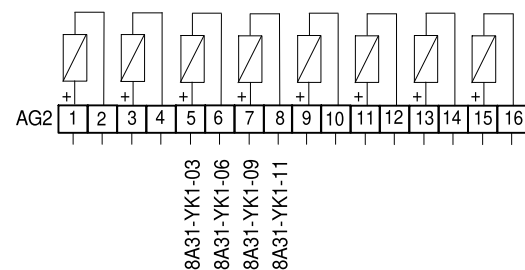 + + + + + + + +
AG2 1 2 3 4 5 6 7 8 9 10 11 12 13 14 15 16
8A31-YK1-03
8A31-YK1-06
8A31-YK1-09
8A31-YK1-11